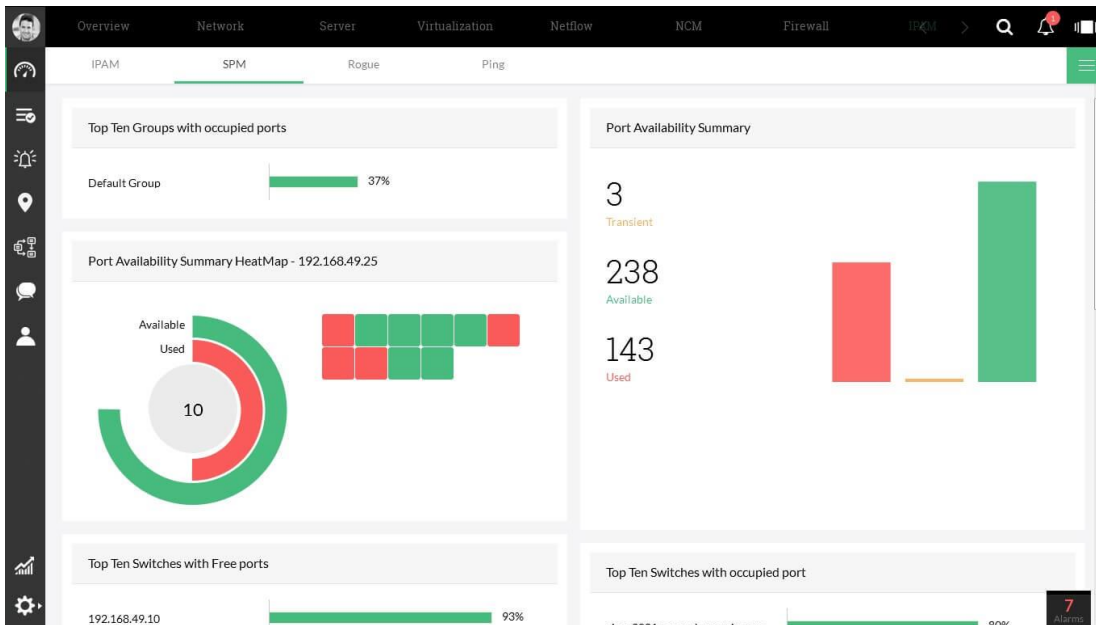 Overview Network Server Virtualization Netflow NCM Firewall
1
IPAM SPM Rogue Ping
Top Ten Groups with occupied ports
Default Group 37%
Port Availability Summary HeatMap - 192.168.49.25
Available
Used
10
Port Availability Summary
3
Transient
238
Available
143
Used
Top Ten Switches with Free ports
192.168.49.10 93%
Top Ten Switches with occupied port
80%
7
Alarms